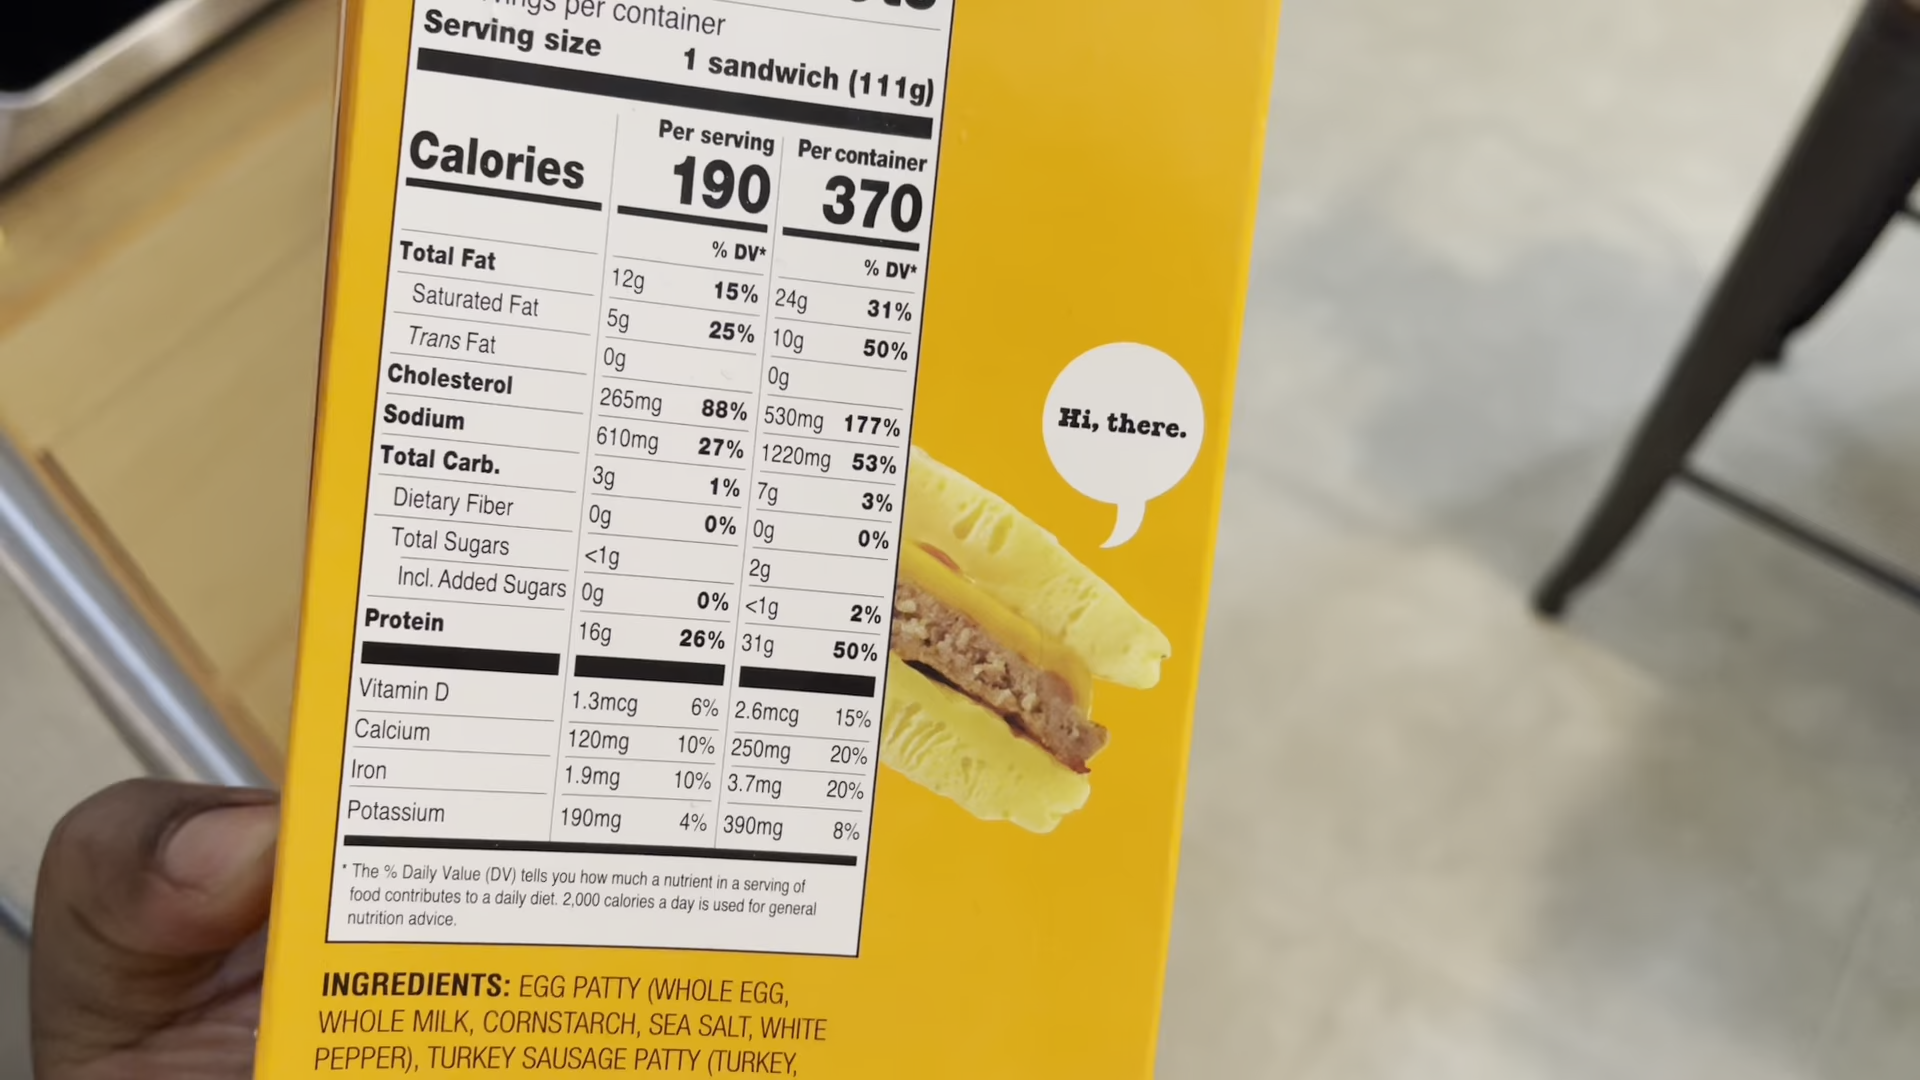 per container
Serving size 1 sandwich (111g)
Per serving Per container
Calories 190 370
% DV* % DV*
Total Fat 12g 15% 24g 31%
Saturated Fat 5g 25% 10g 50%
Trans Fat 0g 0g
Cholesterol 265mg 88% 530mg 177%
Sodium 610mg 27% 1220mg 53%
Total Carb. 3g 1% 7g 3%
Dietary Fiber 0g 0% 0g 0%
Total Sugars <1g 2g
Incl. Added Sugars 0g 0% <1g 2%
Protein 16g 26% 31g 50%
Vitamin D 1.3mcg 6% 2.6mcg 15%
Calcium 120mg 10% 250mg 20%
Iron 1.9mg 10% 3.7mg 20%
Potassium 190mg 4% 390mg 8%
* The % Daily Value (DV) tells you how much a nutrient in a serving of
food contributes to a daily diet. 2,000 calories a day is used for general
nutrition advice.
INGREDIENTS: EGG PATTY (WHOLE EGG,
WHOLE MILK, CORNSTARCH, SEA SALT, WHITE
PEPPER), TURKEY SAUSAGE PATTY (TURKEY,
Hi, there.